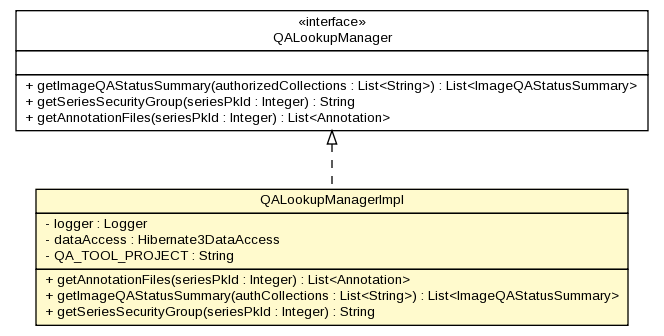 «interface»
QALookupManager
+ getImageQAStatusSummary(authorizedCollections : List<String>) : List<ImageQAStatusSummary>
+ getSeriesSecurityGroup(seriesPkId : Integer) : String
+ getAnnotationFiles(seriesPkId : Integer) : List<Annotation>
QALookupManagerImpl
- logger : Logger
- dataAccess : Hibernate3DataAccess
- QA_TOOL_PROJECT : String
+ getAnnotationFiles(seriesPkId : Integer) : List<Annotation>
+ getImageQAStatusSummary(authCollections : List<String>) : List<ImageQAStatusSummary>
+ getSeriesSecurityGroup(seriesPkId : Integer) : String